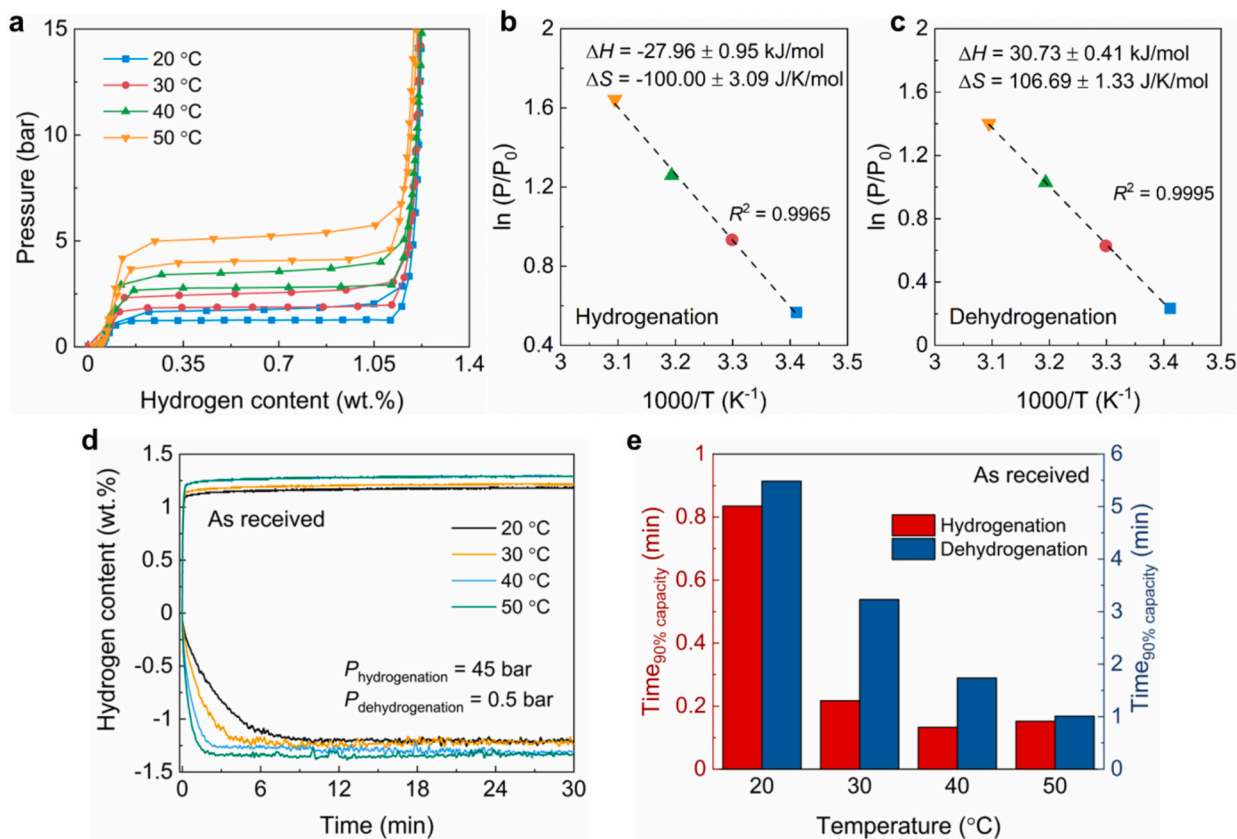 a
15
10
5
0
Pressure (bar)
20 °C
30 °C
40 °C
50 °C
0
0.35
0.7
1.05
1.4
Hydrogen content (wt.%)
b
2
1.6
1.2
0.8
0.4
ln (P/P0)
ΔH = -27.96 ± 0.95 kJ/mol
ΔS = -100.00 ± 3.09 J/K/mol
R² = 0.9965
Hydrogenation
3
3.1
3.2
3.3
3.4
3.5
1000/T (K⁻¹)
c
2
1.6
1.2
0.8
0.4
0
ln (P/P0)
ΔH = 30.73 ± 0.41 kJ/mol
ΔS = 106.69 ± 1.33 J/K/mol
R² = 0.9995
Dehydrogenation
3
3.1
3.2
3.3
3.4
3.5
1000/T (K⁻¹)
d
1.5
1
0.5
0
-0.5
-1
-1.5
Hydrogen content (wt.%)
As received
20 °C
30 °C
40 °C
50 °C
Phydrogenation = 45 bar
Pdehydrogenation = 0.5 bar
0
6
12
18
24
30
Time (min)
e
1
0.8
0.6
0.4
0.2
0
Time90% capacity (min)
As received
Hydrogenation
Dehydrogenation
6
5
4
3
2
1
0
Time90% capacity (min)
20
30
40
50
Temperature (°C)